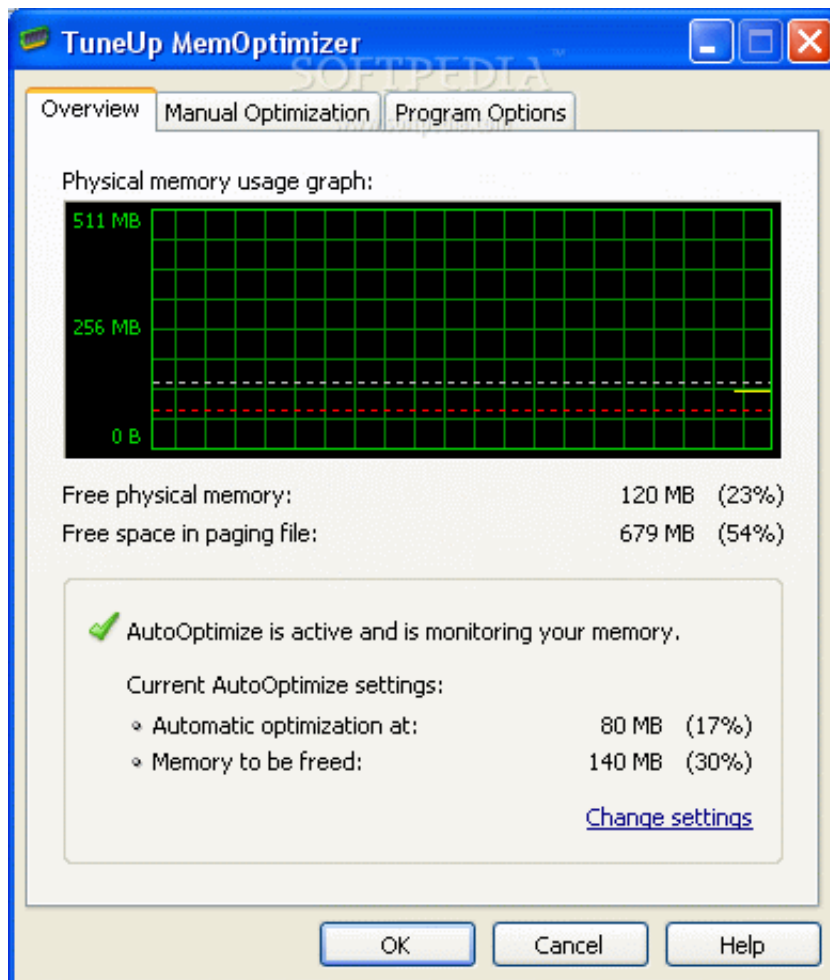 TuneUp MemOptimizer
SOFTPEDIA™
www.softpedia.com
Overview Manual Optimization Program Options
Physical memory usage graph:
511 MB
256 MB
0 B
Free physical memory: 120 MB (23%)
Free space in paging file: 679 MB (54%)
AutoOptimize is active and is monitoring your memory.
Current AutoOptimize settings:
Automatic optimization at: 80 MB (17%)
Memory to be freed: 140 MB (30%)
Change settings
OK Cancel Help